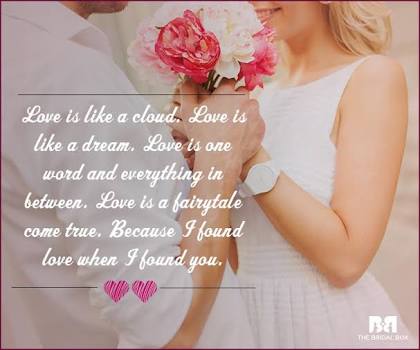 Love is like a cloud. Love is
like a dream. Love is one
word and everything in
between. Love is a fairytale
come true. Because I found
love when I found you.
BB
THE BRIDAL BOX